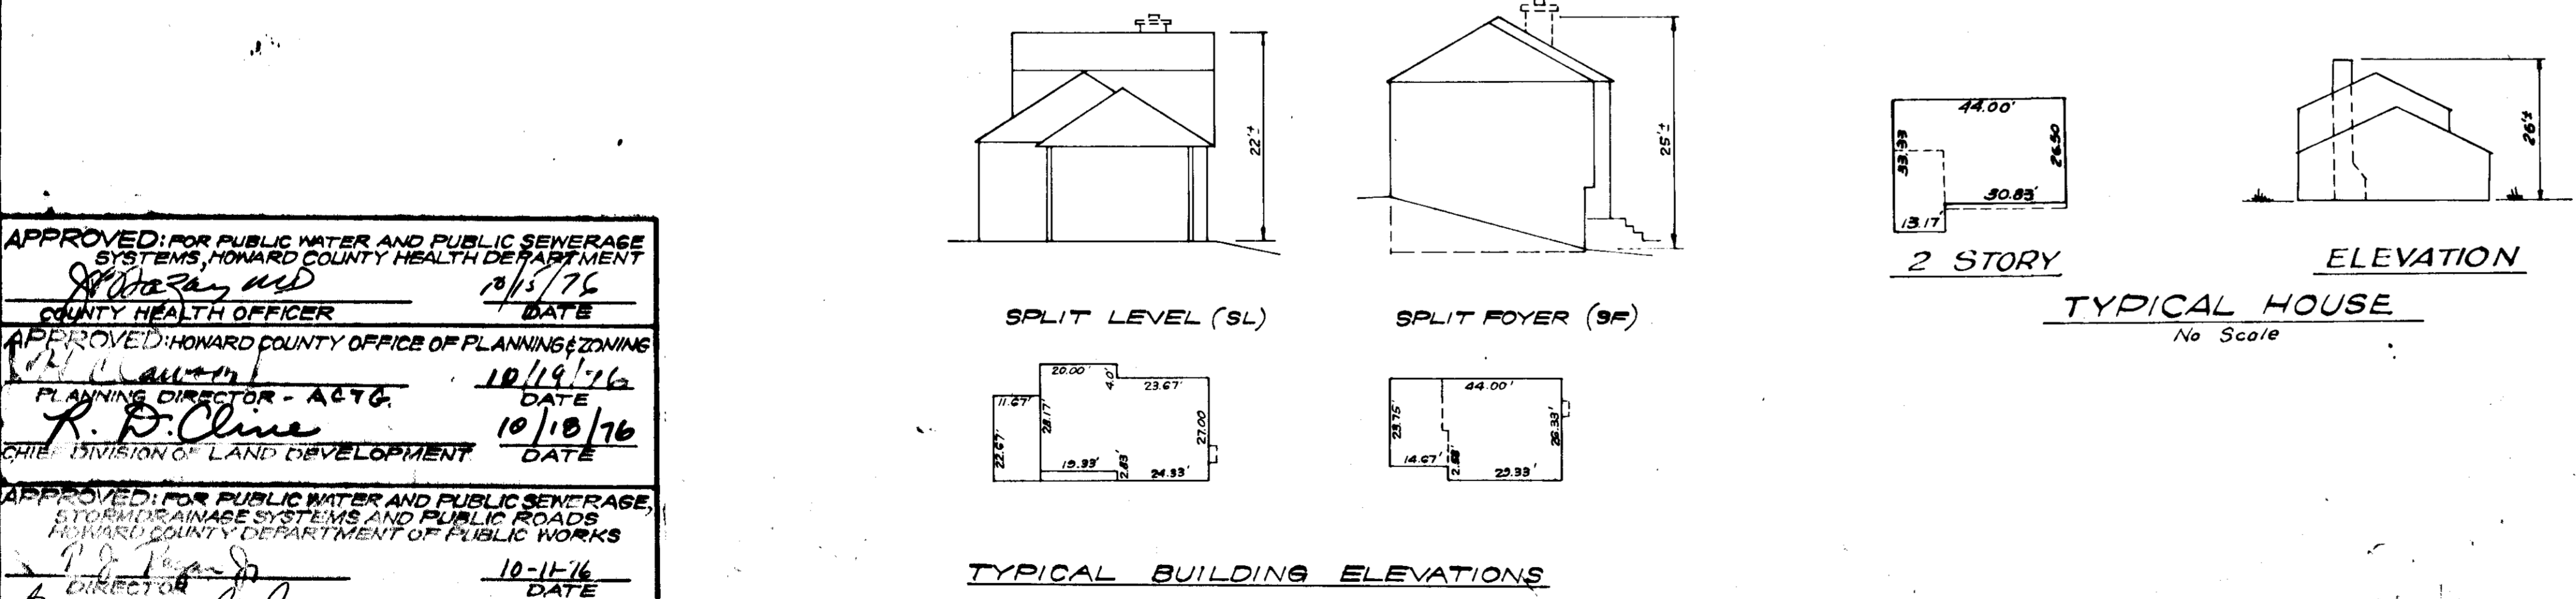 APPROVED: FOR PUBLIC WATER AND PUBLIC SEWERAGE
SYSTEMS, HOWARD COUNTY HEALTH DEPARTMENT
MD 10/15/76
COUNTY HEALTH OFFICER DATE
APPROVED: HOWARD COUNTY OFFICE OF PLANNING & ZONING
10/19/76
PLANNING DIRECTOR - ACTG. DATE
R. D. Cline 10/18/76
CHIEF DIVISION OF LAND DEVELOPMENT DATE
APPROVED: FOR PUBLIC WATER AND PUBLIC SEWERAGE,
STORM DRAINAGE SYSTEMS AND PUBLIC ROADS
HOWARD COUNTY DEPARTMENT OF PUBLIC WORKS
10-11-76
DIRECTOR DATE
22'±
SPLIT LEVEL (SL)
20.00'
4.0'
23.67'
11.67'
28.17'
22.67'
27.00
19.33'
2.83'
24.33'
25'±
SPLIT FOYER (SF)
44.00'
23.75'
26.33'
14.67'
29.33'
TYPICAL BUILDING ELEVATIONS
44.00'
33.33
26.50
30.83'
13.17'
2 STORY
26'±
ELEVATION
TYPICAL HOUSE
No Scale